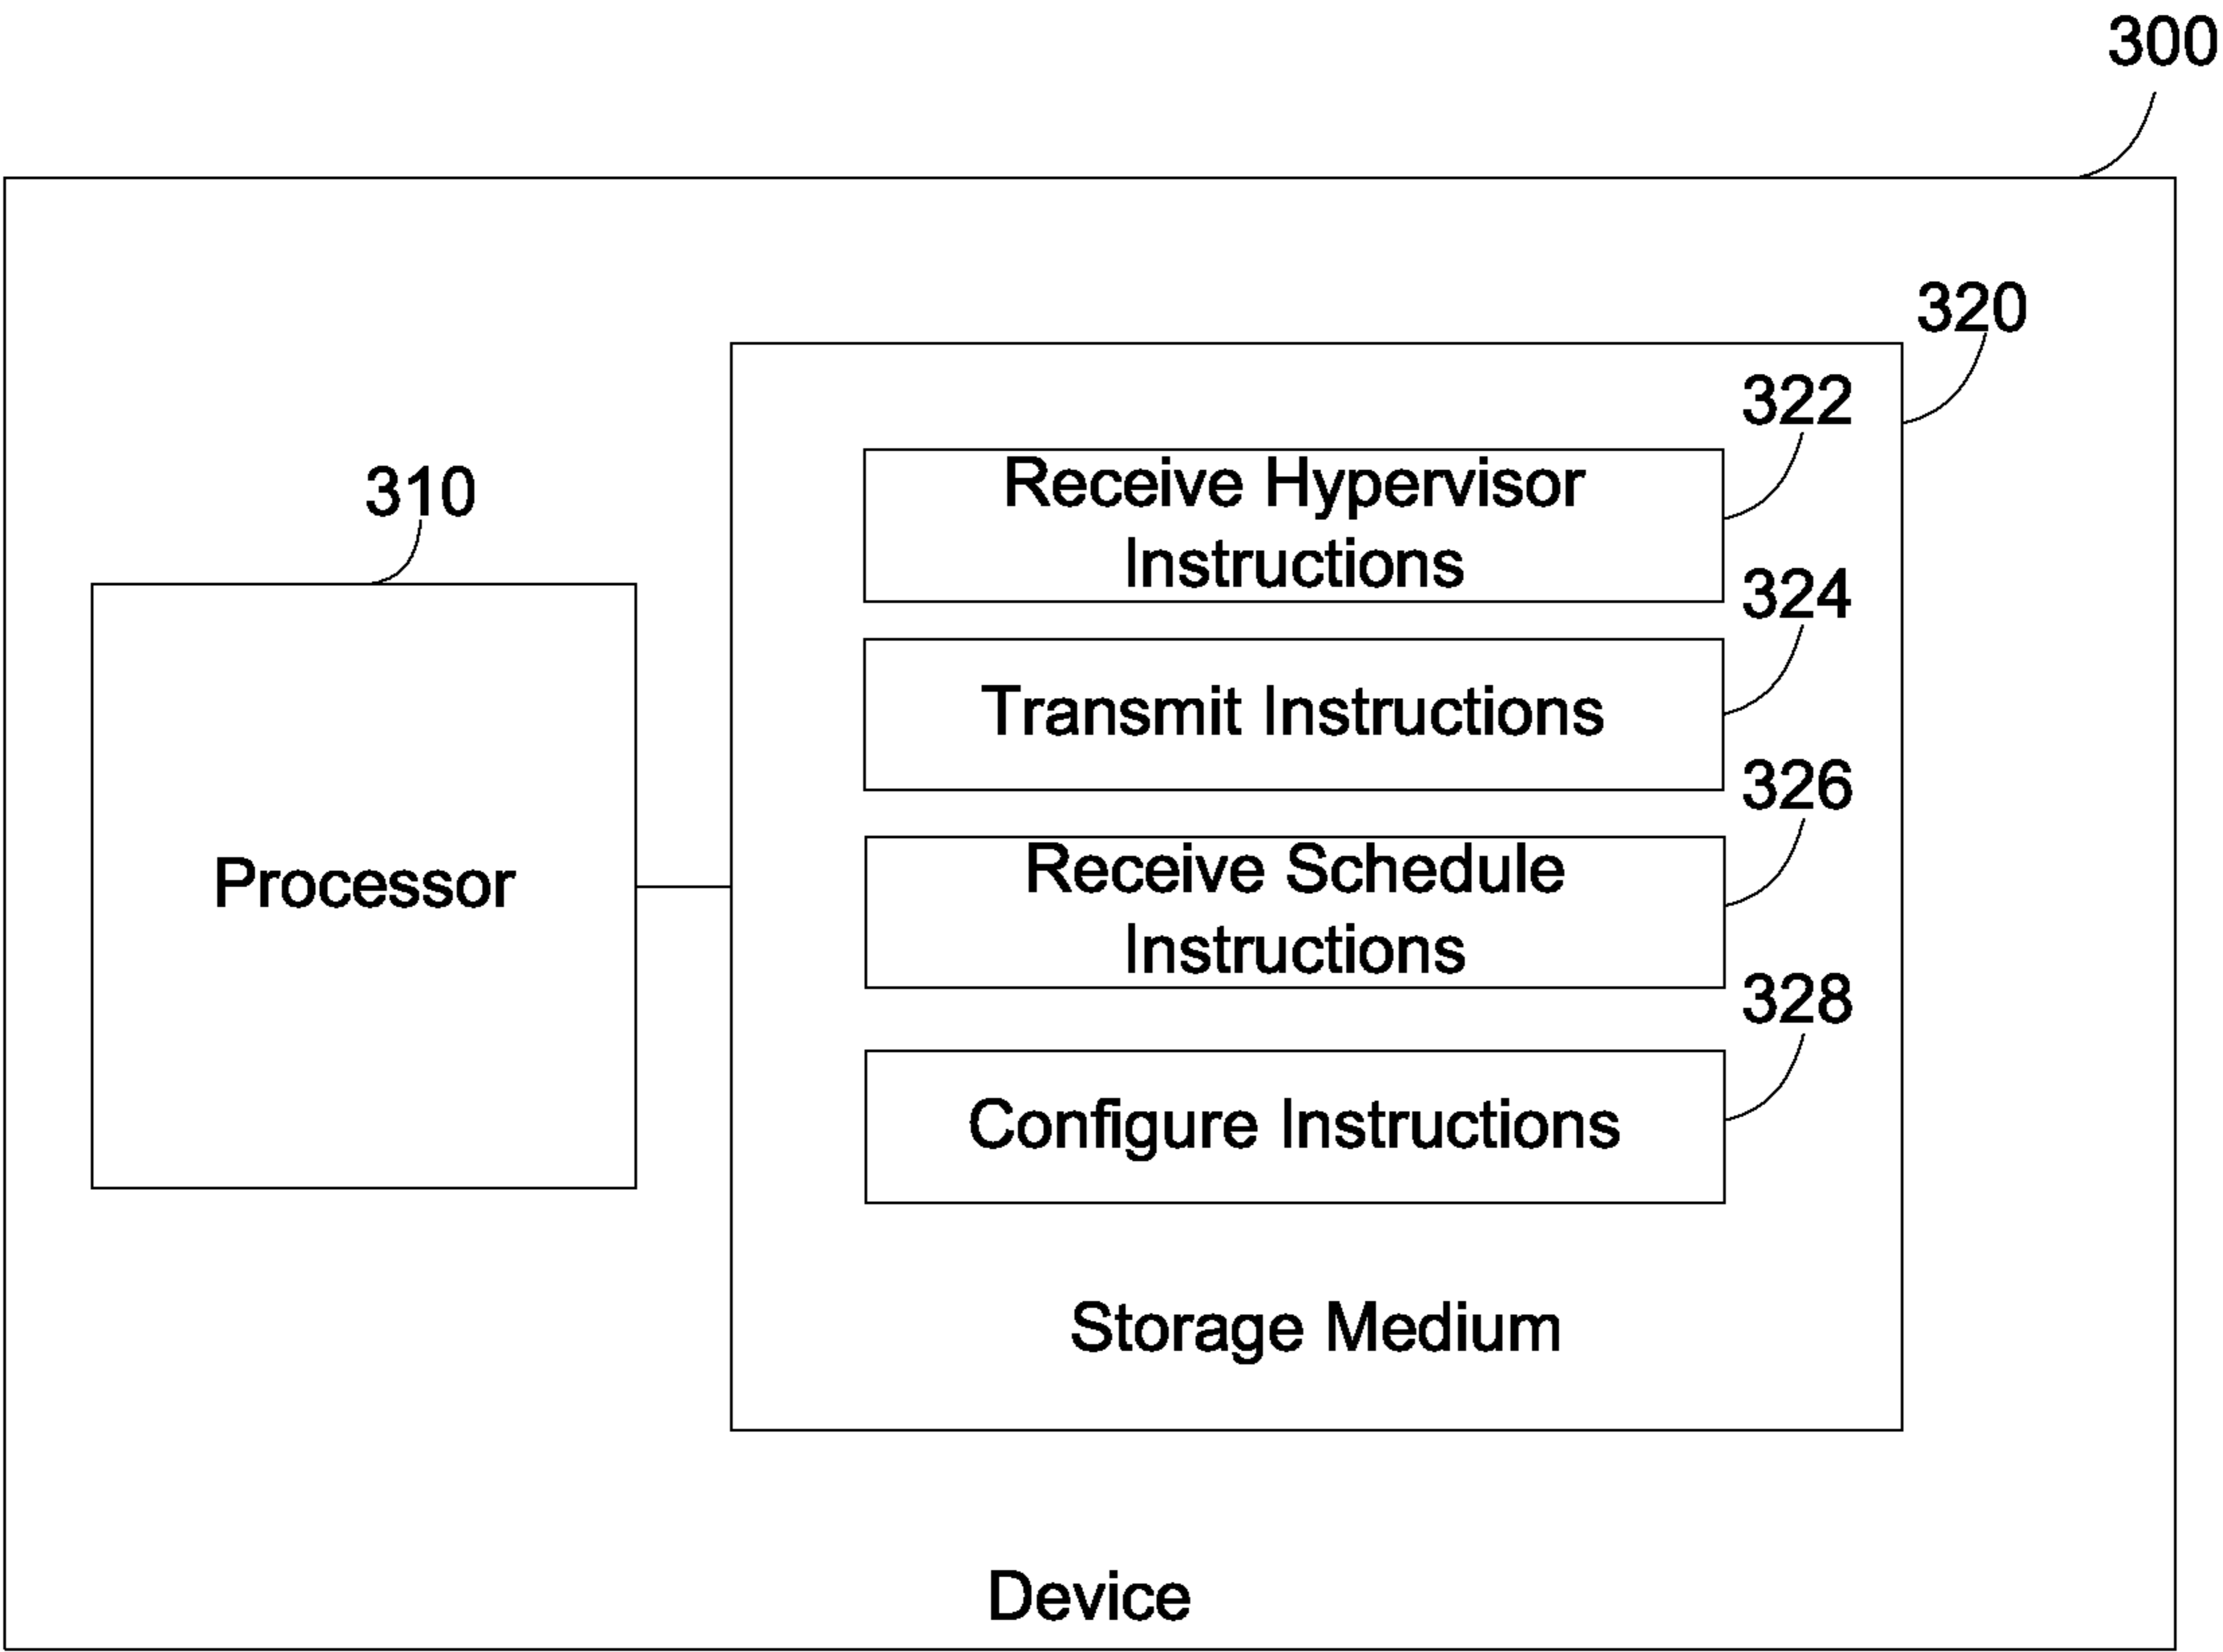 300
320
322
Receive Hypervisor
Instructions
310
324
Transmit Instructions
326
Receive Schedule
Instructions
Processor
328
Configure Instructions
Storage Medium
Device